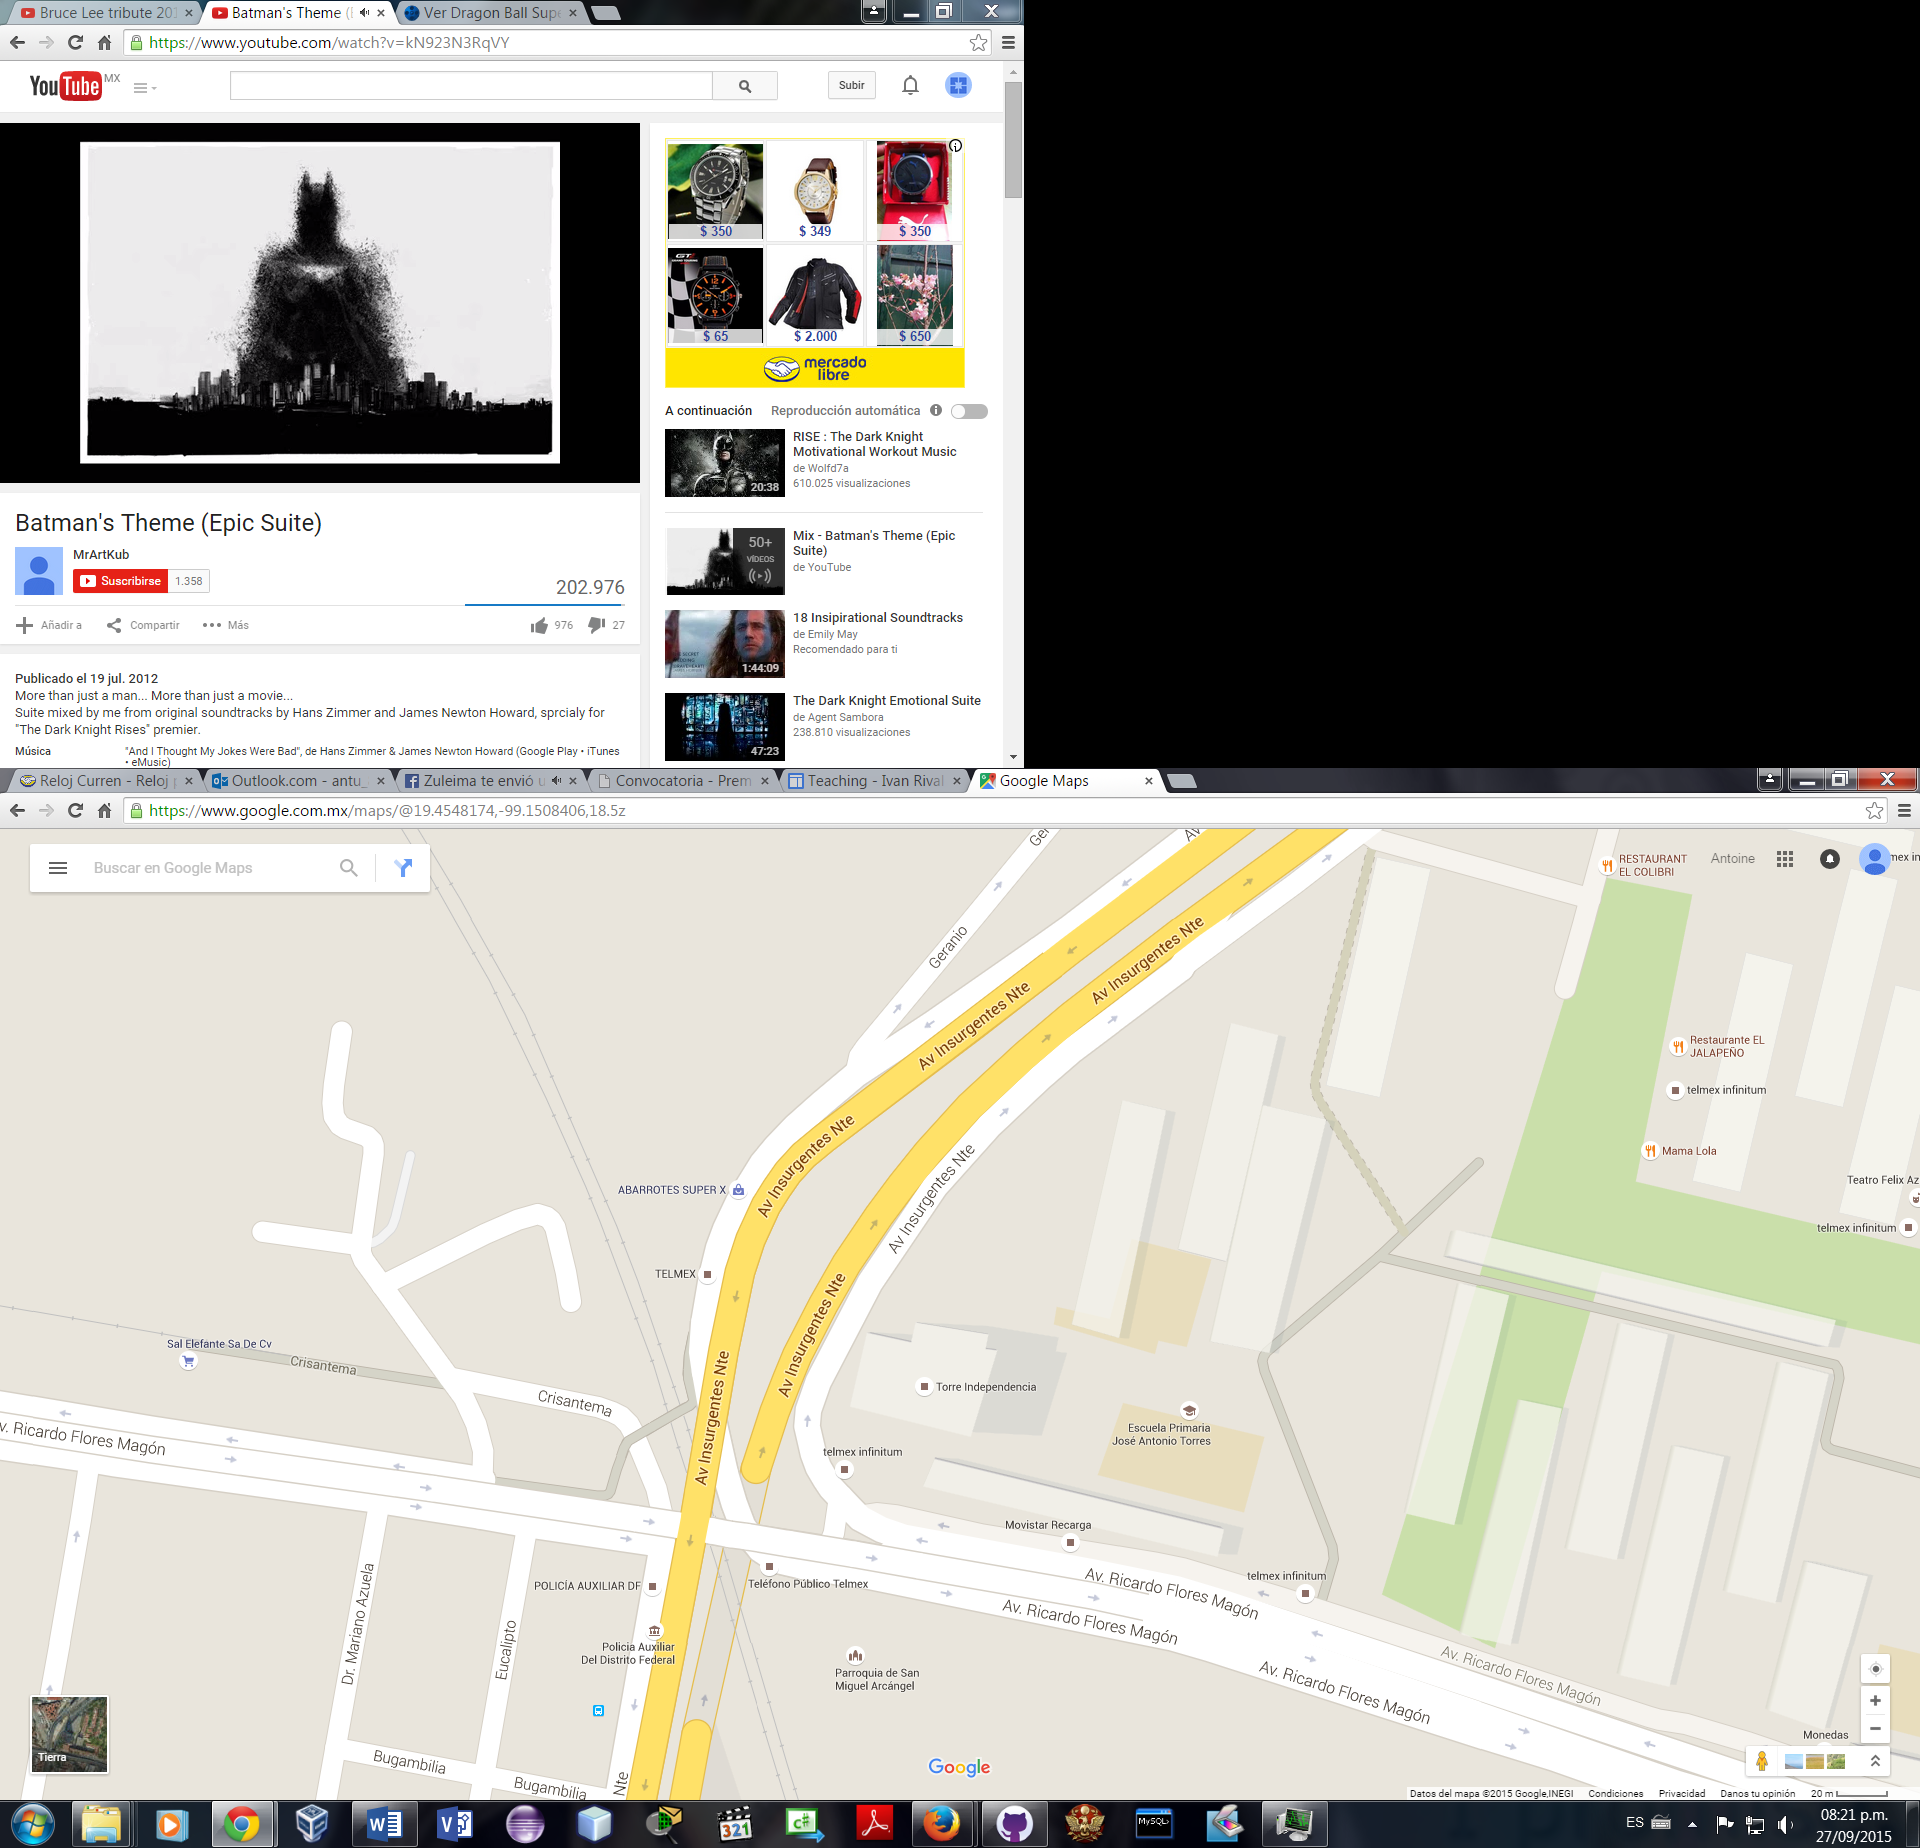 Bruce Lee tribute 201
Batman's Theme (
Ver Dragon Ball Supe
https://www.youtube.com/watch?v=kN923N3RqVY
YouTube MX
Subir
$ 350
$ 349
$ 350
GT
$ 65
$ 2.000
$ 650
mercado
libre
A continuación
Reproducción automática
RISE : The Dark Knight
Motivational Workout Music
de Wolfd7a
610.025 visualizaciones
20:38
Mix - Batman's Theme (Epic
Suite)
de YouTube
50+
VÍDEOS
18 Insipirational Soundtracks
de Emily May
Recomendado para ti
1:44:09
The Dark Knight Emotional Suite
de Agent Sambora
238.810 visualizaciones
47:23
Batman's Theme (Epic Suite)
MrArtKub
Suscribirse 1.358
202.976
Añadir a Compartir Más 976 27
Publicado el 19 jul. 2012
More than just a man... More than just a movie...
Suite mixed by me from original soundtracks by Hans Zimmer and James Newton Howard, sprcialy for
"The Dark Knight Rises" premier.
Música "And I Thought My Jokes Were Bad", de Hans Zimmer & James Newton Howard (Google Play • iTunes
• eMusic)
Reloj Curren - Reloj
Outlook.com - antu_
Zuleima te envió u
Convocatoria - Prem
Teaching - Ivan Rival
Google Maps
https://www.google.com.mx/maps/@19.4548174,-99.1508406,18.5z
Buscar en Google Maps
Antoine
RESTAURANT
EL COLIBRI
mex in
Geranio
Av Insurgentes Nte
Av Insurgentes Nte
Restaurante EL
JALAPEÑO
telmex infinitum
Mama Lola
Teatro Felix Az
telmex infinitum
Av Insurgentes Nte
Av Insurgentes Nte
ABARROTES SUPER X
TELMEX
Av Insurgentes Nte
Sal Elefante Sa De Cv
Crisantema
Crisantema
Av Insurgentes Nte
Torre Independencia
Escuela Primaria
José Antonio Torres
v. Ricardo Flores Magón
telmex infinitum
Movistar Recarga
telmex infinitum
Teléfono Público Telmex
POLICÍA AUXILIAR DF
Av. Ricardo Flores Magón
Av. Ricardo Flores Magón
Av. Ricardo Flores Magón
Av. Ricardo Flores Magón
Dr. Mariano Azuela
Eucalipto
Policia Auxiliar
Del Distrito Federal
Parroquia de San
Miguel Arcángel
Bugambilia
Bugambilia
Nte
Monedas
Tierra
Google
Datos del mapa ©2015 Google,INEGI Condiciones Privacidad Danos tu opinión 20 m
321
C#
MySQL
ES
08:21 p.m.
27/09/2015